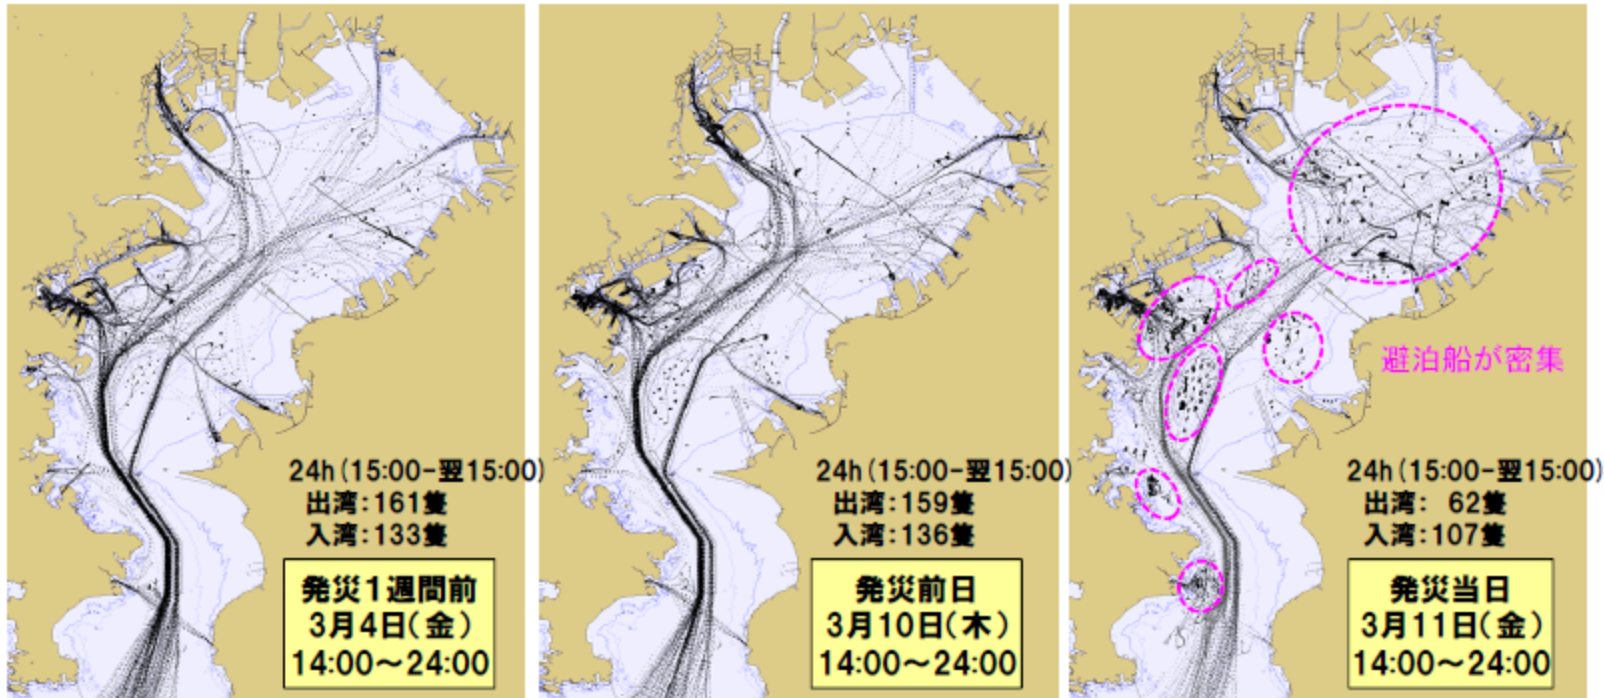 24h(15:00-翌15:00)
出湾:161隻
入湾:133隻
発災1週間前
3月4日(金)
14:00～24:00
24h(15:00-翌15:00)
出湾:159隻
入湾:136隻
発災前日
3月10日(木)
14:00～24:00
避泊船が密集
24h(15:00-翌15:00)
出湾: 62隻
入湾:107隻
発災当日
3月11日(金)
14:00～24:00